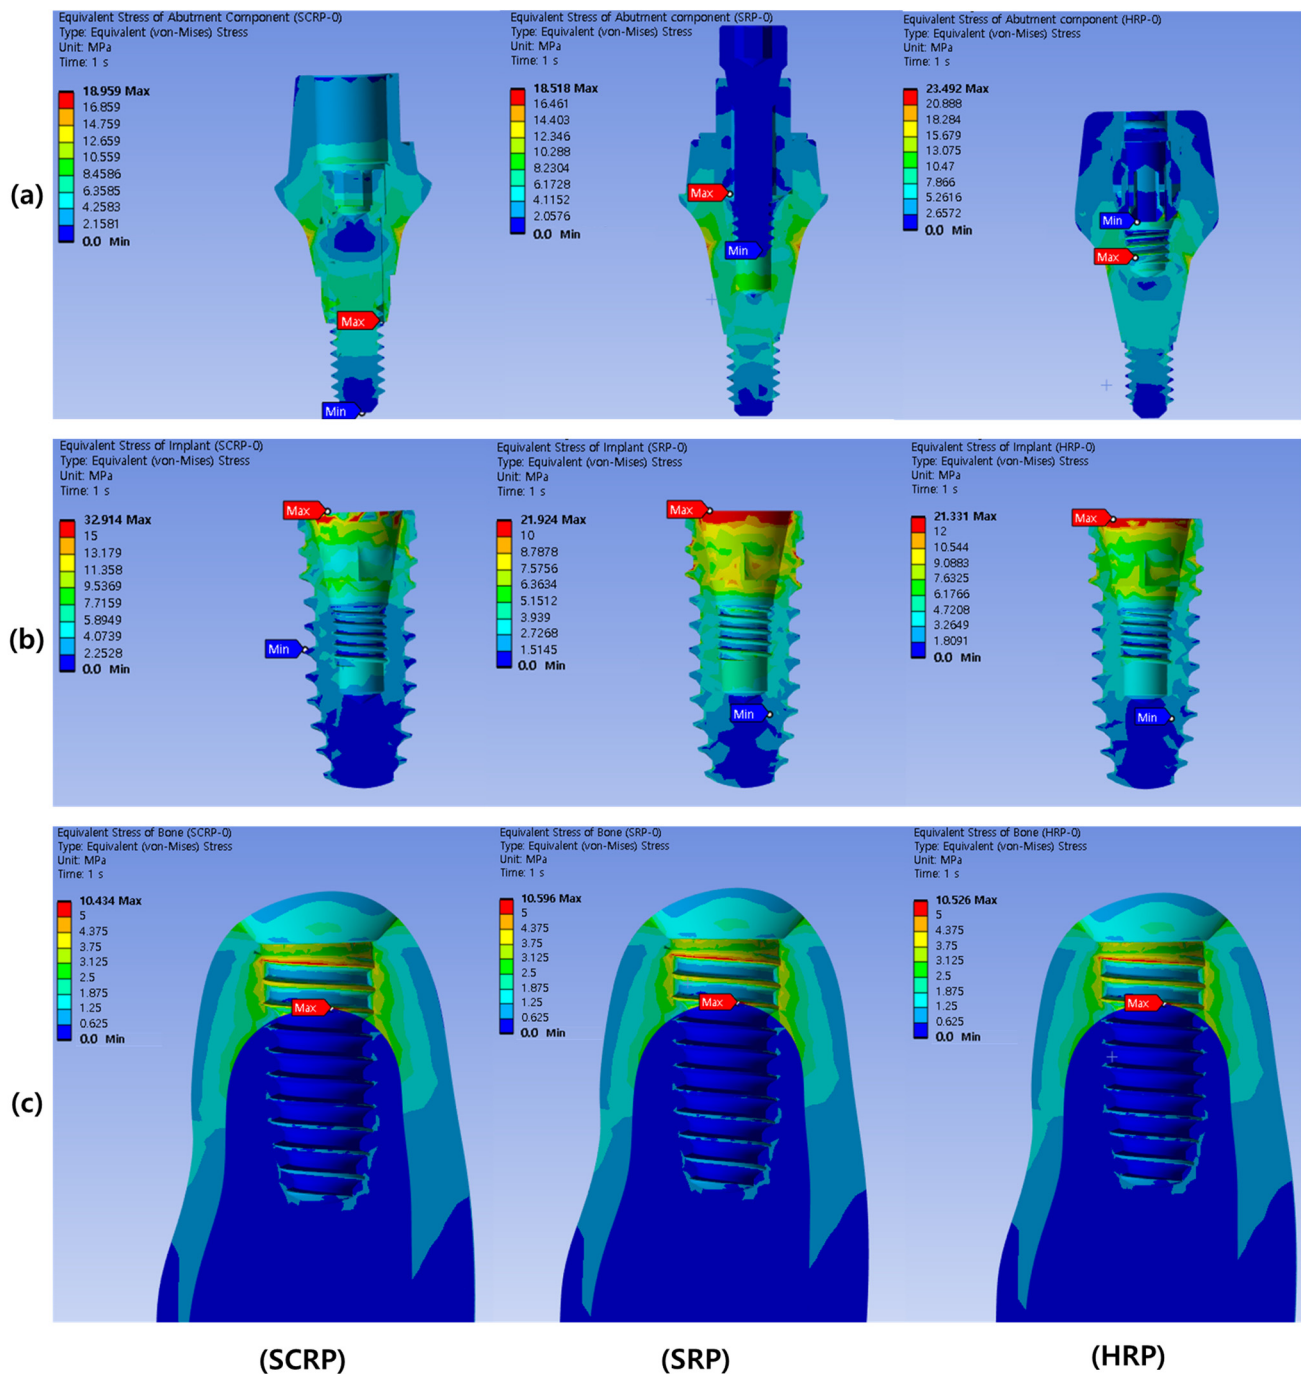 Equivalent Stress of Abutment Component (SCRP-0)
Type: Equivalent (von-Mises) Stress
Unit: MPa
Time: 1 s
18.959 Max
16.859
14.759
12.659
10.559
8.4586
6.3585
4.2583
2.1581
0.0 Min
Max
Min
Equivalent Stress of Abutment component (SRP-0)
Type: Equivalent (von-Mises) Stress
Unit: MPa
Time: 1 s
18.518 Max
16.461
14.403
12.346
10.288
8.2304
6.1728
4.1152
2.0576
0.0 Min
Max
Min
Equivalent Stress of Abutment component (HRP-0)
Type: Equivalent (von-Mises) Stress
Unit: MPa
Time: 1 s
23.492 Max
20.888
18.284
15.679
13.075
10.47
7.866
5.2616
2.6572
0.0 Min
Min
Max
(a)
Equivalent Stress of Implant (SCRP-0)
Type: Equivalent (von-Mises) Stress
Unit: MPa
Time: 1 s
32.914 Max
15
13.179
11.358
9.5369
7.7159
5.8949
4.0739
2.2528
0.0 Min
Max
Min
Equivalent Stress of Implant (SRP-0)
Type: Equivalent (von-Mises) Stress
Unit: MPa
Time: 1 s
21.924 Max
10
8.7878
7.5756
6.3634
5.1512
3.939
2.7268
1.5145
0.0 Min
Max
Min
Equivalent Stress of Implant (HRP-0)
Type: Equivalent (von-Mises) Stress
Unit: MPa
Time: 1 s
21.331 Max
12
10.544
9.0883
7.6325
6.1766
4.7208
3.2649
1.8091
0.0 Min
Max
Min
(b)
Equivalent Stress of Bone (SCRP-0)
Type: Equivalent (von-Mises) Stress
Unit: MPa
Time: 1 s
10.434 Max
5
4.375
3.75
3.125
2.5
1.875
1.25
0.625
0.0 Min
Max
Equivalent Stress of Bone (SRP-0)
Type: Equivalent (von-Mises) Stress
Unit: MPa
Time: 1 s
10.596 Max
5
4.375
3.75
3.125
2.5
1.875
1.25
0.625
0.0 Min
Max
Equivalent Stress of Bone (HRP-0)
Type: Equivalent (von-Mises) Stress
Unit: MPa
Time: 1 s
10.526 Max
5
4.375
3.75
3.125
2.5
1.875
1.25
0.625
0.0 Min
Max
(c)
(SCRP)
(SRP)
(HRP)